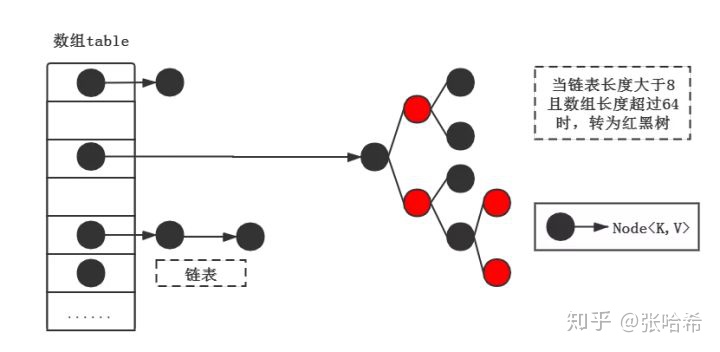 数组table
当链表长度大于8
且数组长度超过64
时，转为红黑树
Node<K,V>
链表
......
知乎 @张哈希